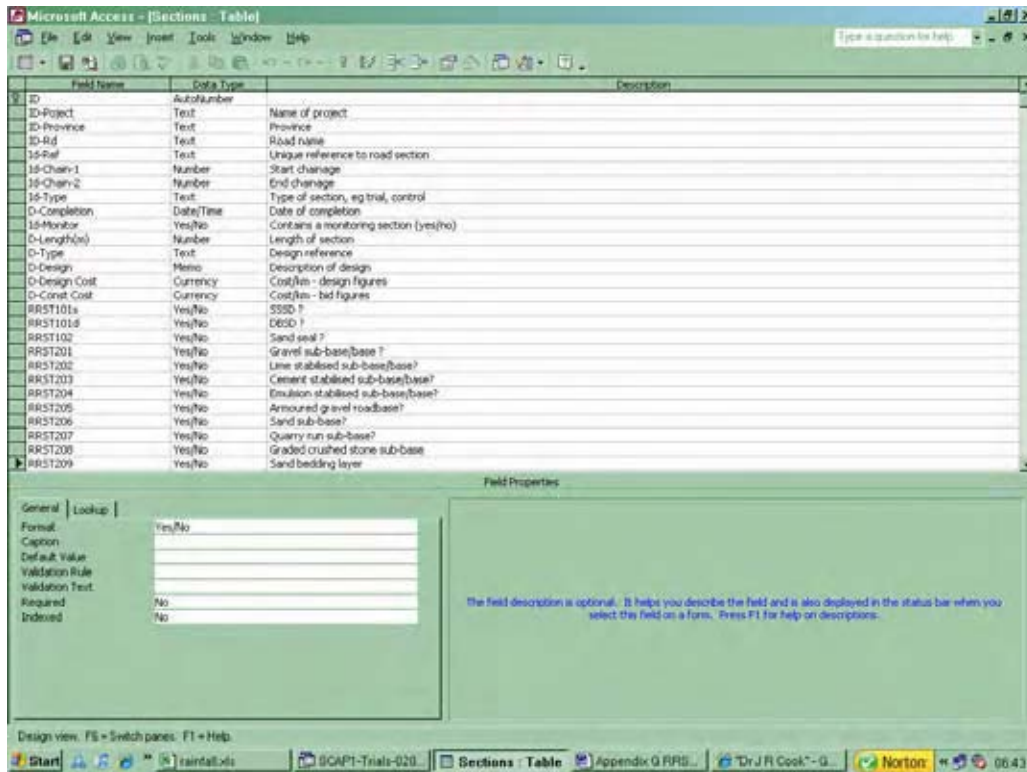 Microsoft Access - [Sections : Table]
File Edit View Insert Tools Window Help Type a question for help
Field Name Data Type Description
ID AutoNumber
ID-Poject Text Name of project
ID-Province Text Province
ID-Rd Text Road name
Id-Ref Text Unique reference to road section
Id-Chain-1 Number Start chainage
Id-Chain-2 Number End chainage
Id-Type Text Type of section, eg trial, control
D-Completion Date/Time Date of completion
Id-Monitor Yes/No Contains a monitoring section (yes/no)
D-Length(m) Number Length of section
D-Type Text Design reference
D-Design Memo Description of design
D-Design Cost Currency Cost/km - design figures
D-Const Cost Currency Cost/km - bid figures
RRST101s Yes/No SSSD ?
RRST101d Yes/No DBSD ?
RRST102 Yes/No Sand seal ?
RRST201 Yes/No Gravel sub-base/base ?
RRST202 Yes/No Lime stabilised sub-base/base?
RRST203 Yes/No Cement stabilised sub-base/base?
RRST204 Yes/No Emulsion stabilised sub-base/base?
RRST205 Yes/No Armoured gravel roadbase?
RRST206 Yes/No Sand sub-base?
RRST207 Yes/No Quarry run sub-base?
RRST208 Yes/No Graded crushed stone sub-base
RRST209 Yes/No Sand bedding layer
Field Properties
General Lookup
Format Yes/No
Caption
Default Value
Validation Rule
Validation Text
Required No
Indexed No
The field description is optional. It helps you describe the field and is also displayed in the status bar when you
select this field on a form. Press F1 for help on descriptions.
Design view. F6 = Switch panes. F1 = Help.
Start rainfall.xls Sections : Table Appendix G RRS... "Dr J R Cook" - Norton 06:43